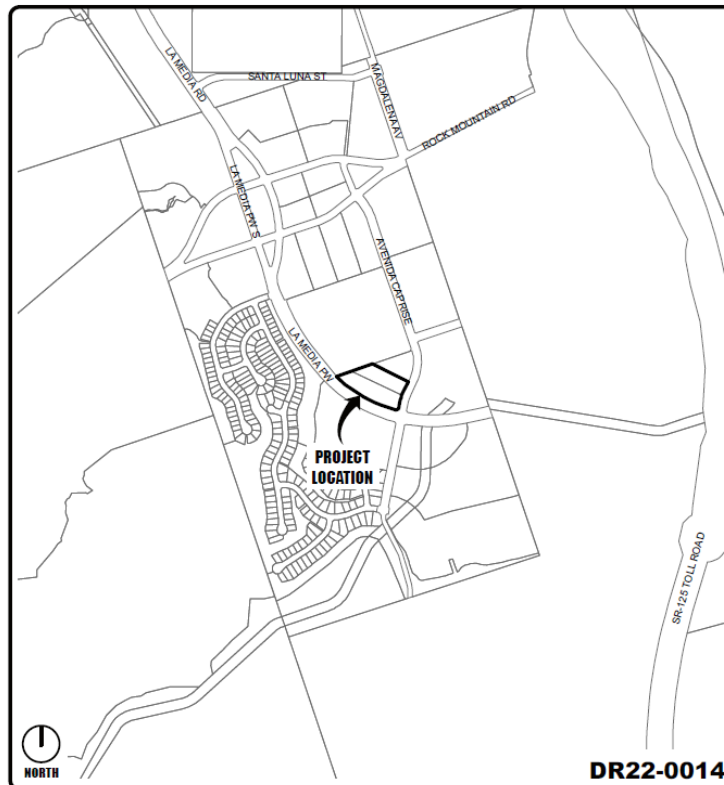 LA MEDIA RD
SANTA LUNA ST
MAGDALENA AV
ROCK MOUNTAIN RD
LA MEDIA PW S
AVENIDA CAPRISE
LA MEDIA PW
PROJECT
LOCATION
SR-125 TOLL ROAD
NORTH
DR22-0014